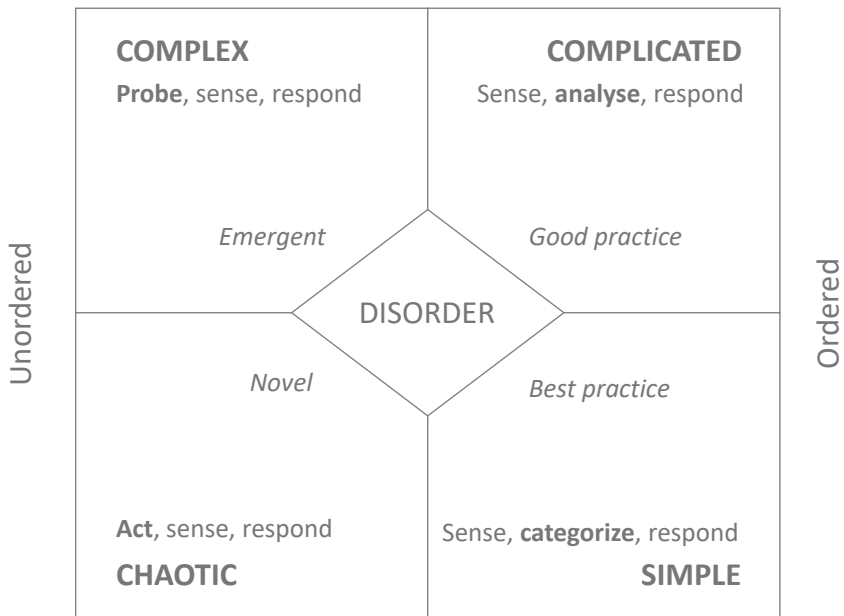 COMPLEX
Probe, sense, respond
Emergent
COMPLICATED
Sense, analyse, respond
Good practice
Unordered
DISORDER
Ordered
Novel
Act, sense, respond
CHAOTIC
Best practice
Sense, categorize, respond
SIMPLE